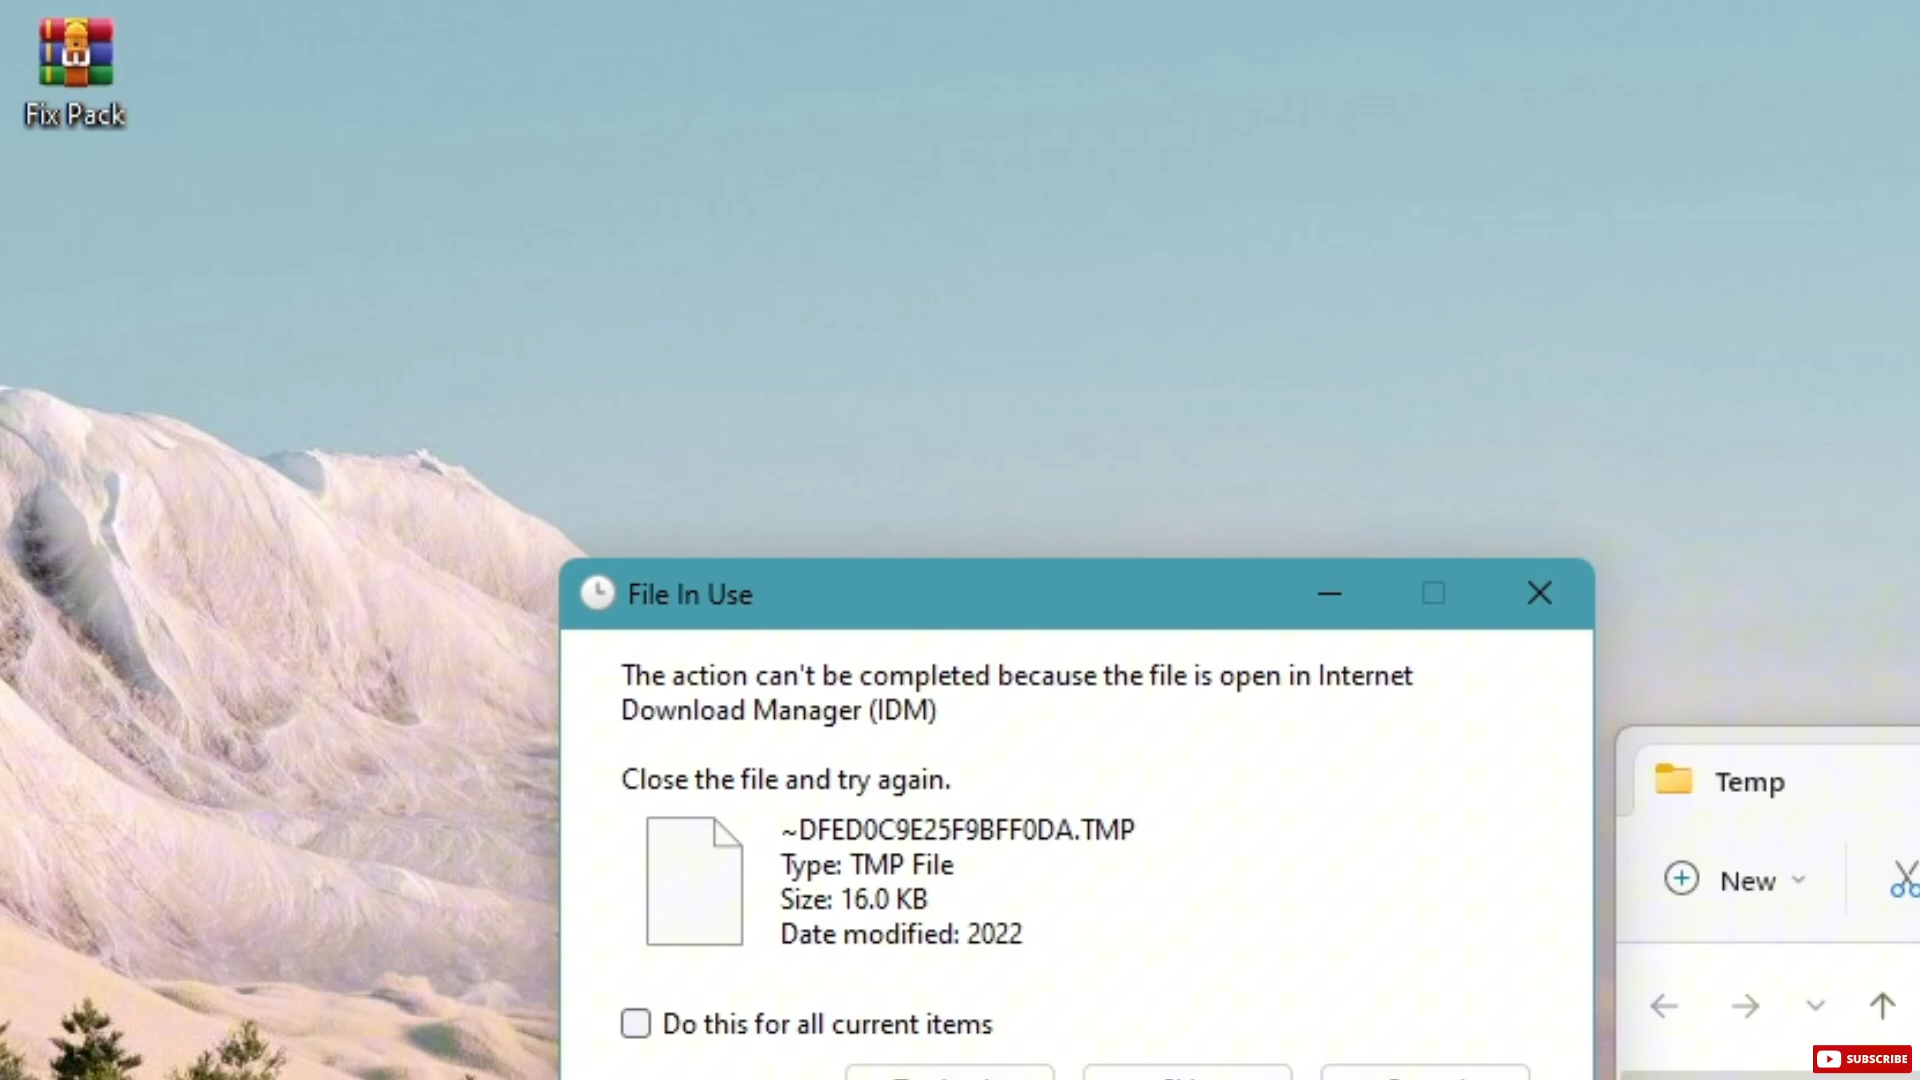 Fix Pack
File In Use
The action can't be completed because the file is open in Internet
Download Manager (IDM)
Close the file and try again.
~DFED0C9E25F9BFF0DA.TMP
Type: TMP File
Size: 16.0 KB
Date modified: 2022
Do this for all current items
Temp
New
SUBSCRIBE